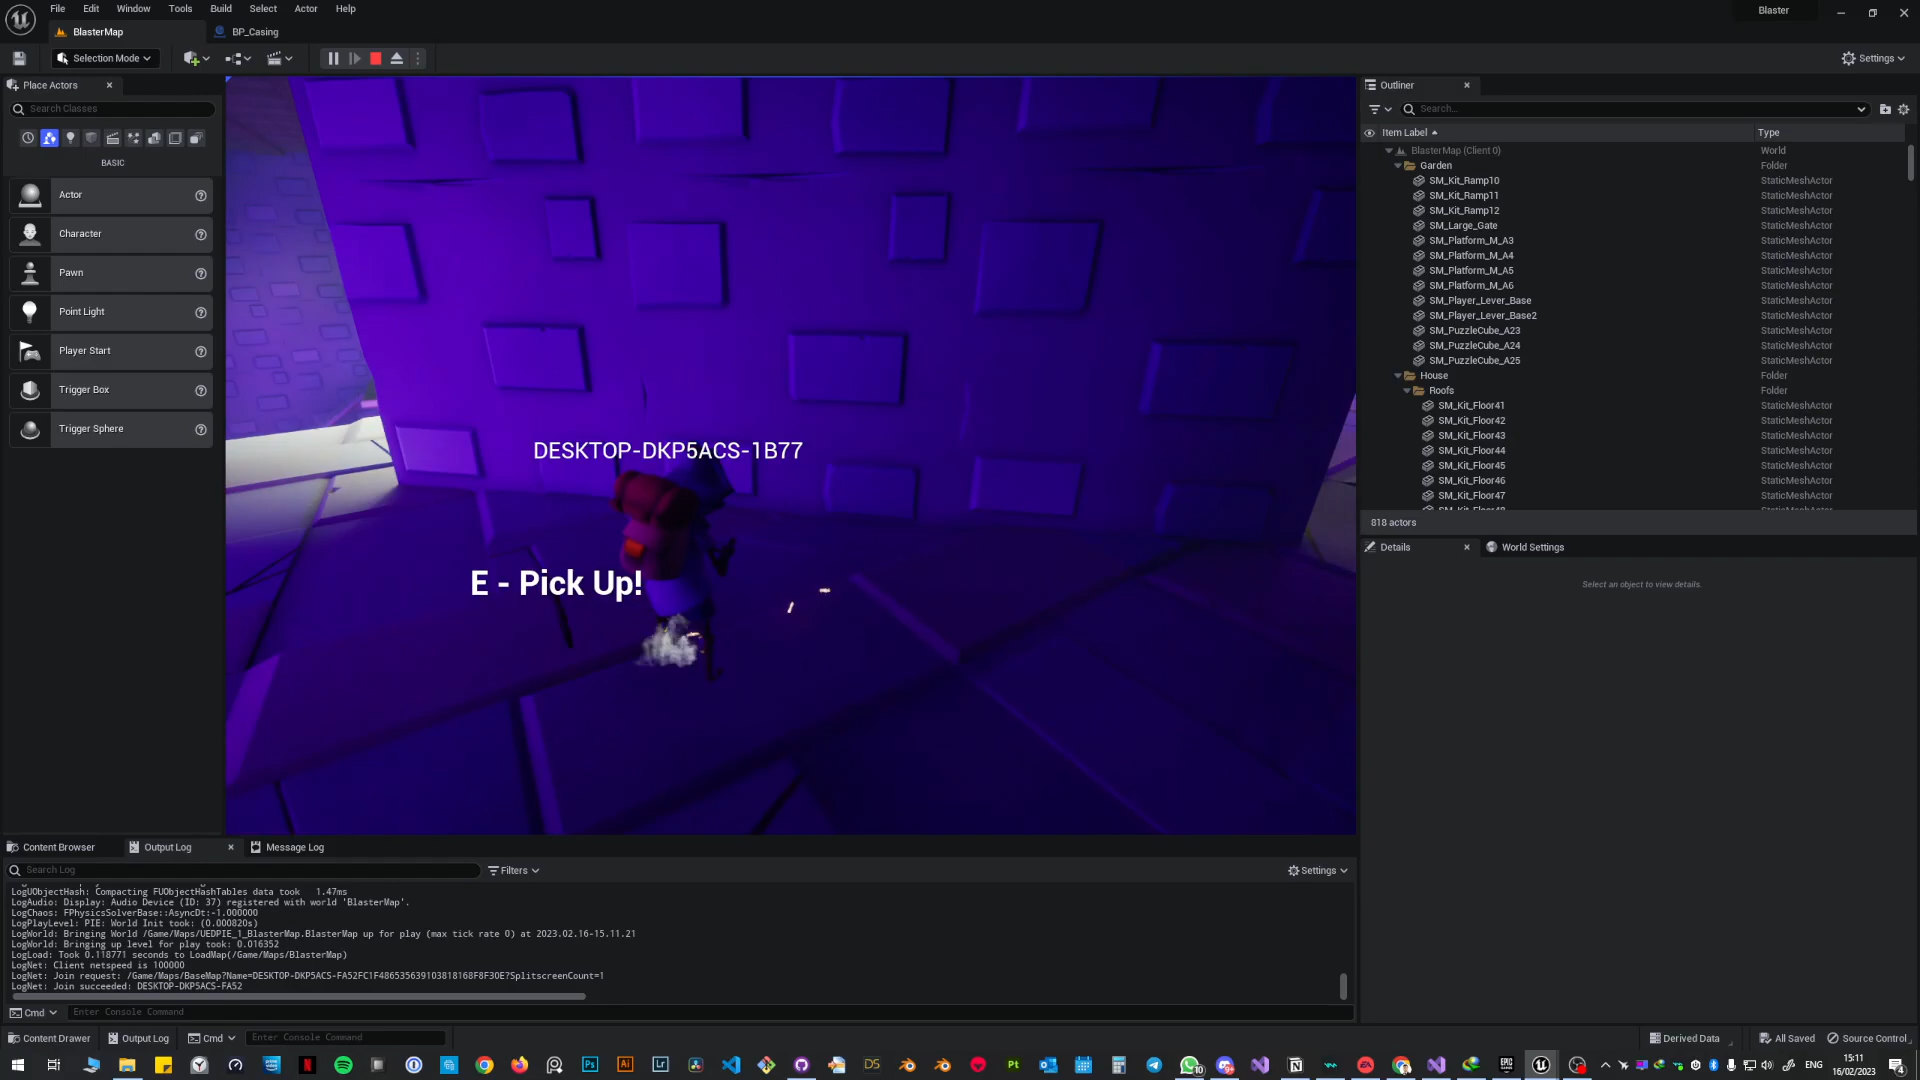 File Edit Window Tools Build Select Actor Help
Blaster
BlasterMap
BP_Casing
Selection Mode
Settings
Place Actors
Search Classes
BASIC
Actor
Character
Pawn
Point Light
Player Start
Trigger Box
Trigger Sphere
DESKTOP-DKP5ACS-1B77
E - Pick Up!
Outliner
Search...
Item Label Type
BlasterMap (Client 0) World
Garden Folder
SM_Kit_Ramp10 StaticMeshActor
SM_Kit_Ramp11 StaticMeshActor
SM_Kit_Ramp12 StaticMeshActor
SM_Large_Gate StaticMeshActor
SM_Platform_M_A3 StaticMeshActor
SM_Platform_M_A4 StaticMeshActor
SM_Platform_M_A5 StaticMeshActor
SM_Platform_M_A6 StaticMeshActor
SM_Player_Lever_Base StaticMeshActor
SM_Player_Lever_Base2 StaticMeshActor
SM_PuzzleCube_A23 StaticMeshActor
SM_PuzzleCube_A24 StaticMeshActor
SM_PuzzleCube_A25 StaticMeshActor
House Folder
Roofs Folder
SM_Kit_Floor41 StaticMeshActor
SM_Kit_Floor42 StaticMeshActor
SM_Kit_Floor43 StaticMeshActor
SM_Kit_Floor44 StaticMeshActor
SM_Kit_Floor45 StaticMeshActor
SM_Kit_Floor46 StaticMeshActor
SM_Kit_Floor47 StaticMeshActor
818 actors
Details
World Settings
Select an object to view details.
Content Browser
Output Log
Message Log
Search Log
Filters
Settings
LogUObjectHash: Compacting FUObjectHashTables data took 1.47ms
LogAudio: Display: Audio Device (ID: 37) registered with world 'BlasterMap'.
LogChaos: FPhysicsSolverBase::AsyncDt:-1.000000
LogPlayLevel: PIE: World Init took: (0.000820s)
LogWorld: Bringing World /Game/Maps/UEDPIE_1_BlasterMap.BlasterMap up for play (max tick rate 0) at 2023.02.16-15.11.21
LogWorld: Bringing up level for play took: 0.016352
LogLoad: Took 0.118771 seconds to LoadMap(/Game/Maps/BlasterMap)
LogNet: Client netspeed is 100000
LogNet: Join request: /Game/Maps/BaseMap?Name=DESKTOP-DKP5ACS-FA52FC1F486535639103818168F8F30E?SplitscreenCount=1
LogNet: Join succeeded: DESKTOP-DKP5ACS-FA52
Cmd
Enter Console Command
Content Drawer
Output Log
Cmd
Enter Console Command
Derived Data
All Saved
Source Control
Ps
Ai
Lr
DS
Pt
10
EA
ENG
15:11
16/02/2023
4